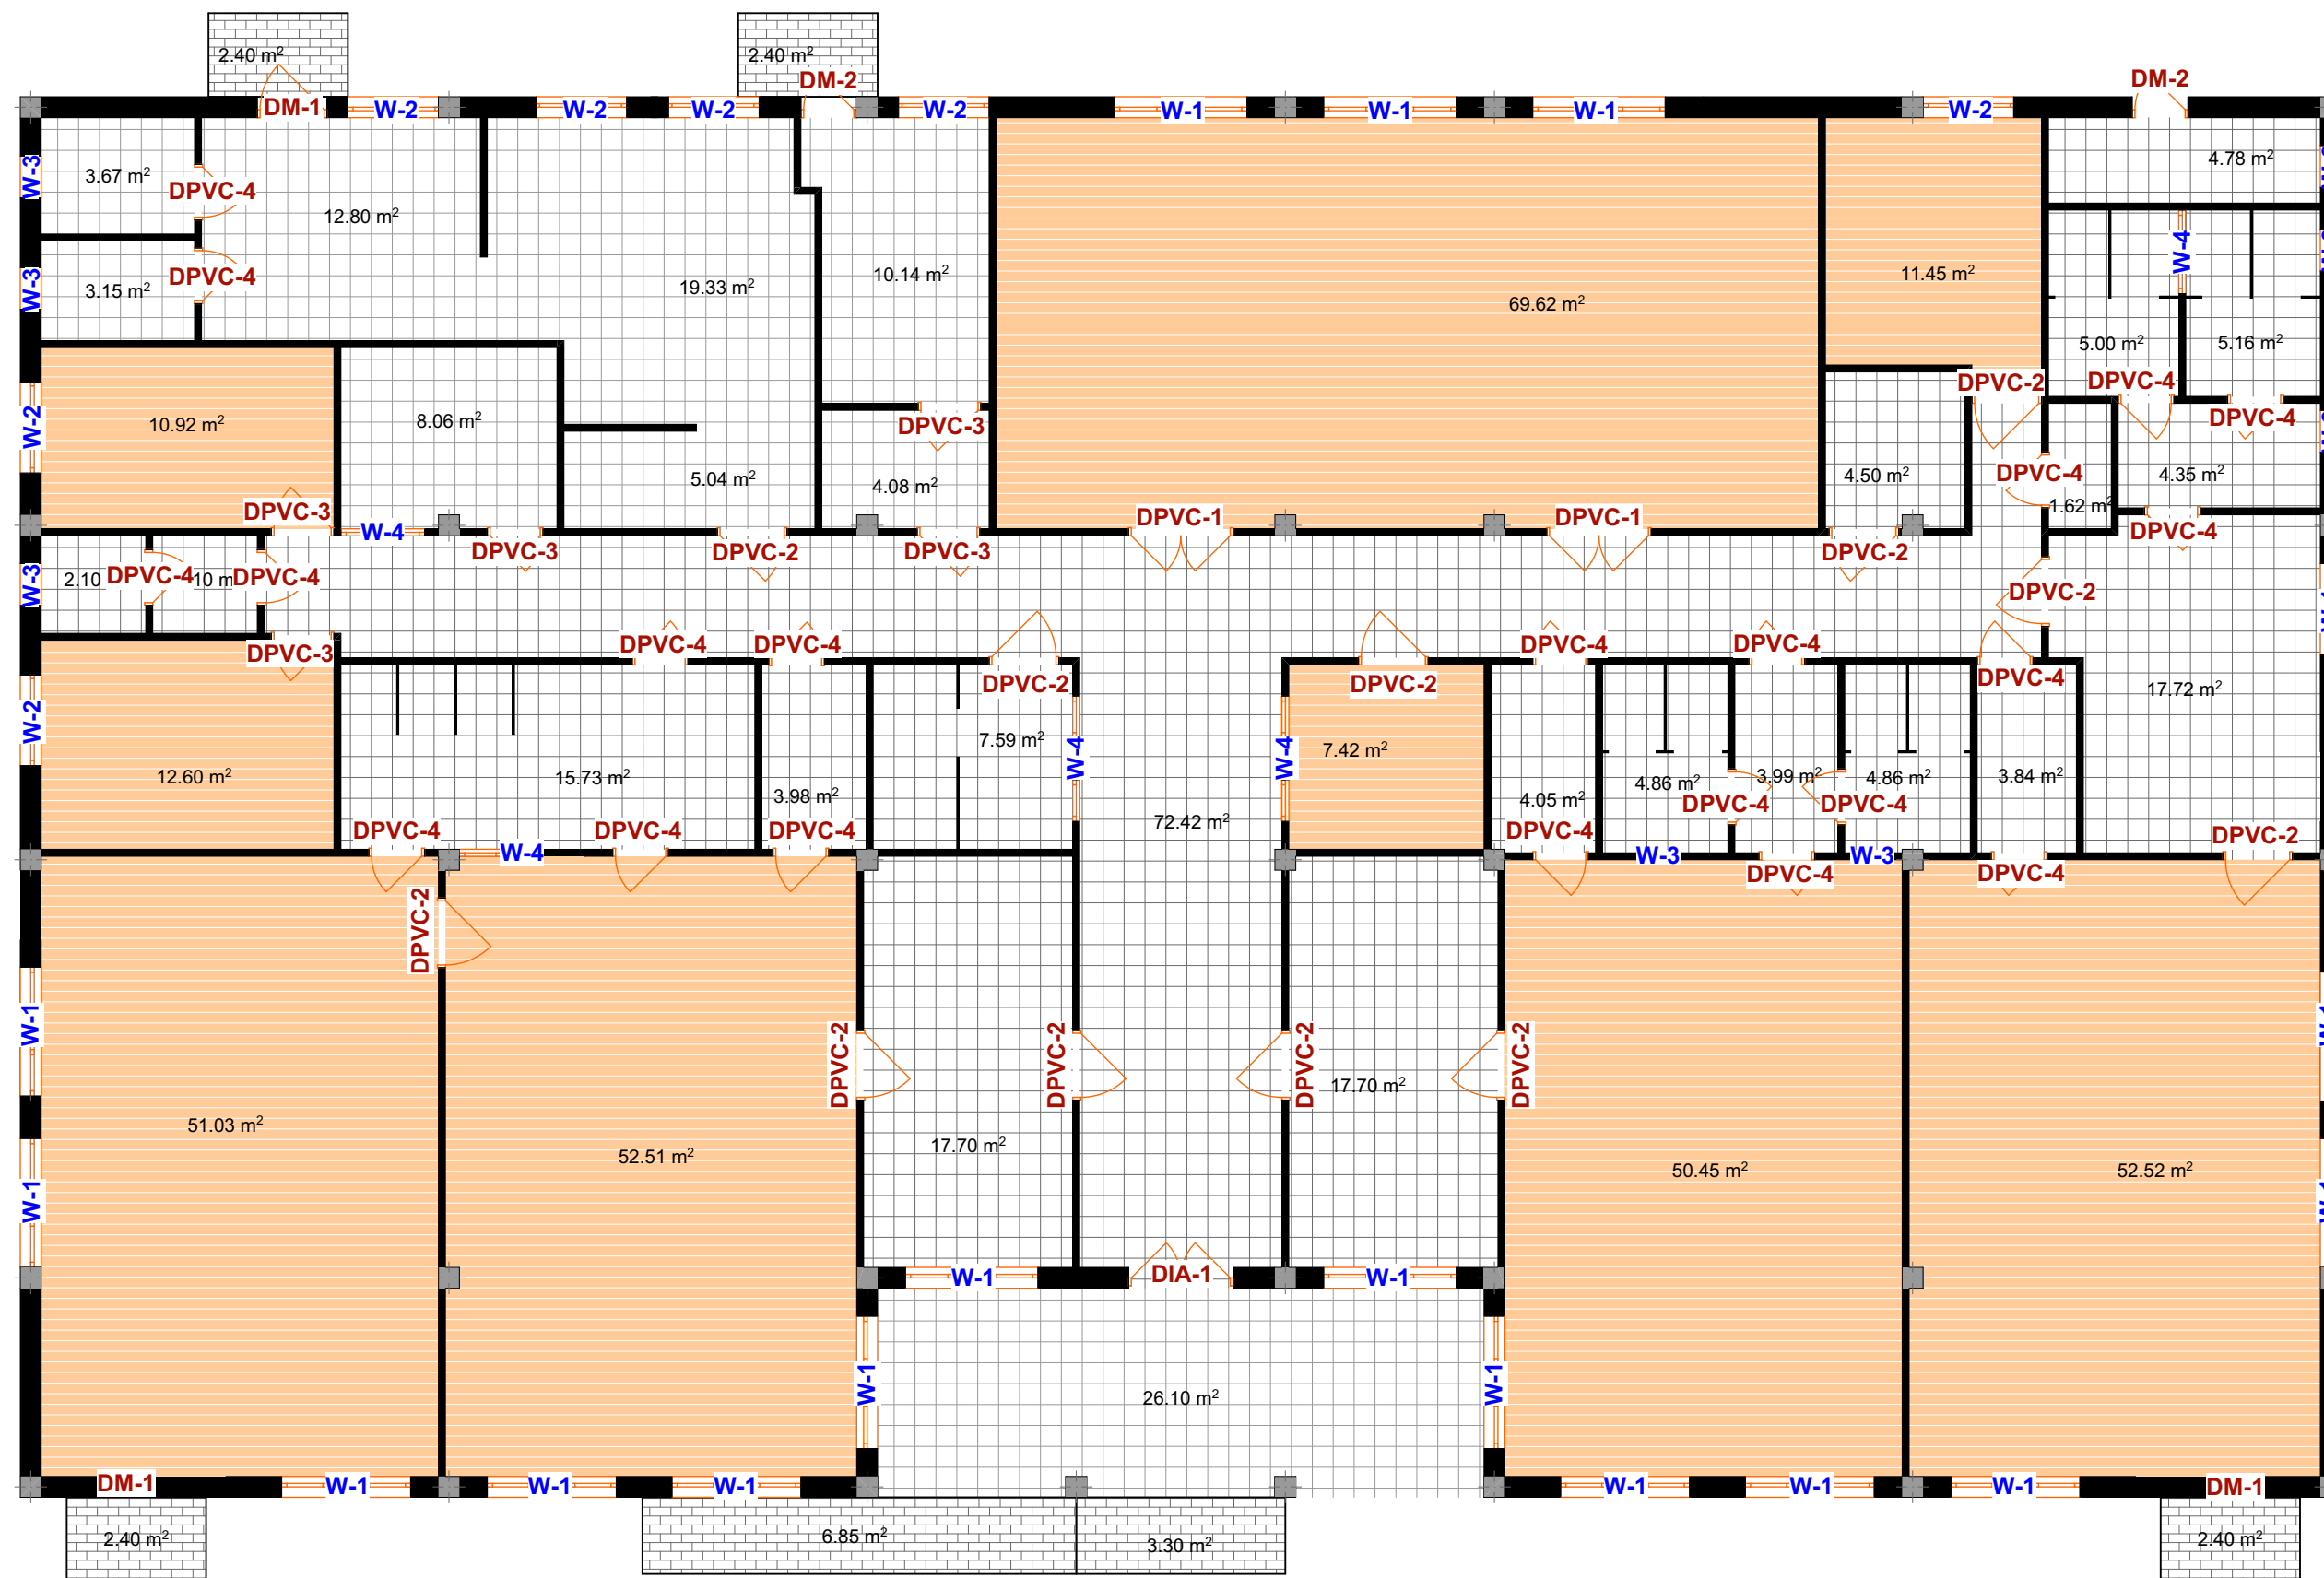 2.40 m²
2.40 m²
DM-2
DM-2
DM-1
W-2
W-2
W-2
W-2
W-1
W-1
W-1
W-2
W-3
3.67 m²
DPVC-4
12.80 m²
4.78 m²
W-3
3.15 m²
DPVC-4
19.33 m²
10.14 m²
69.62 m²
11.45 m²
W-4
5.00 m²
5.16 m²
W-2
10.92 m²
8.06 m²
5.04 m²
DPVC-3
4.08 m²
DPVC-2
DPVC-4
DPVC-4
4.50 m²
DPVC-4
4.35 m²
1.62 m²
DPVC-3
W-4
DPVC-3
DPVC-2
DPVC-3
DPVC-1
DPVC-1
DPVC-2
DPVC-4
W-3
2.10
DPVC-4
10 m
DPVC-4
DPVC-2
DPVC-3
DPVC-4
DPVC-4
DPVC-2
DPVC-2
DPVC-4
DPVC-4
DPVC-4
17.72 m²
W-2
12.60 m²
15.73 m²
3.98 m²
7.59 m²
W-4
72.42 m²
W-4
7.42 m²
4.05 m²
4.86 m²
3.99 m²
4.86 m²
3.84 m²
DPVC-4
DPVC-4
DPVC-4
DPVC-4
DPVC-4
DPVC-4
DPVC-2
W-4
W-3
W-3
DPVC-4
DPVC-4
DPVC-2
W-1
DPVC-2
DPVC-2
DPVC-2
DPVC-2
17.70 m²
51.03 m²
52.51 m²
17.70 m²
50.45 m²
52.52 m²
W-1
W-1
DIA-1
W-1
W-1
26.10 m²
W-1
DM-1
W-1
W-1
W-1
W-1
W-1
W-1
DM-1
2.40 m²
6.85 m²
3.30 m²
2.40 m²